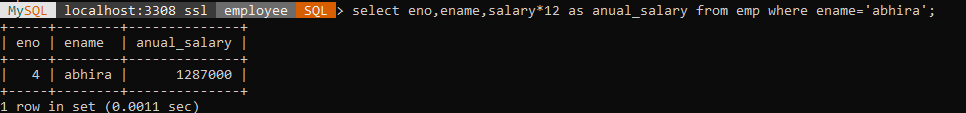 MySQL localhost:3308 ssl employee SQL > select eno,ename,salary*12 as anual_salary from emp where ename='abhira';
+-----+--------+--------------+
| eno | ename  | anual_salary |
+-----+--------+--------------+
|   4 | abhira |      1287000 |
+-----+--------+--------------+
1 row in set (0.0011 sec)